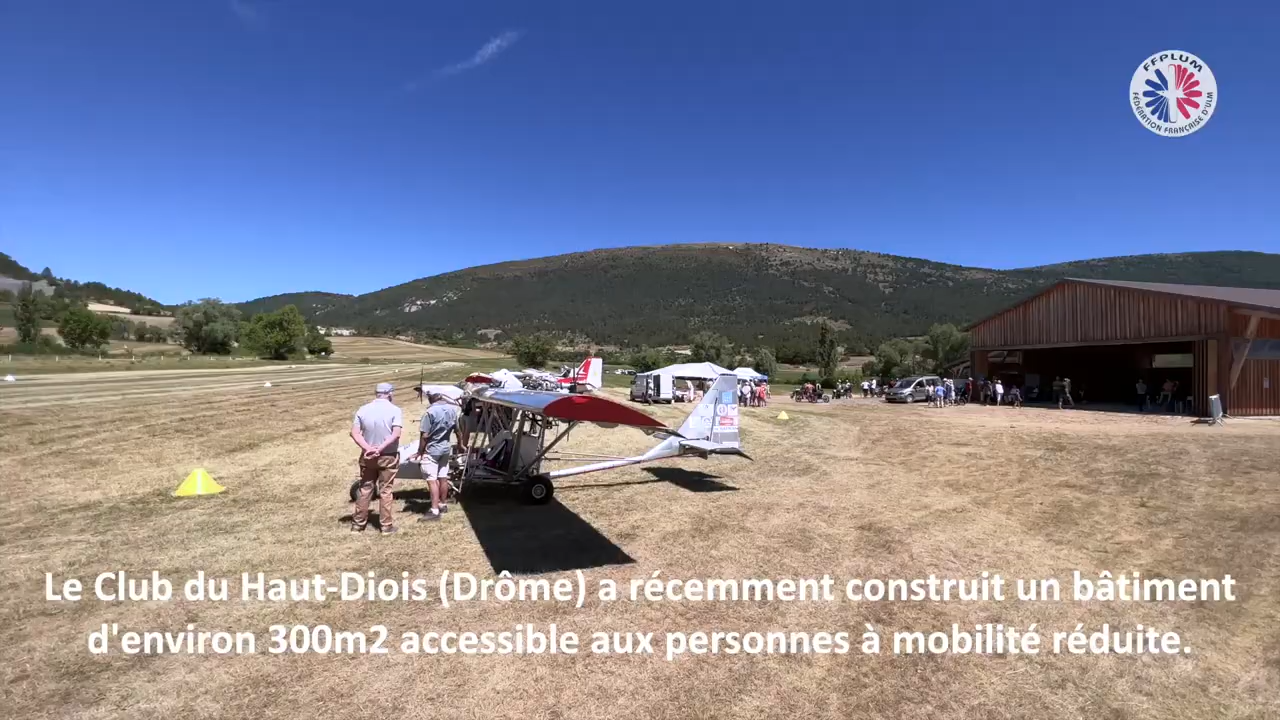 FFPLUM
FÉDÉRATION FRANÇAISE D'ULM
Le Club du Haut-Diois (Drôme) a récemment construit un bâtiment
d'environ 300m2 accessible aux personnes à mobilité réduite.